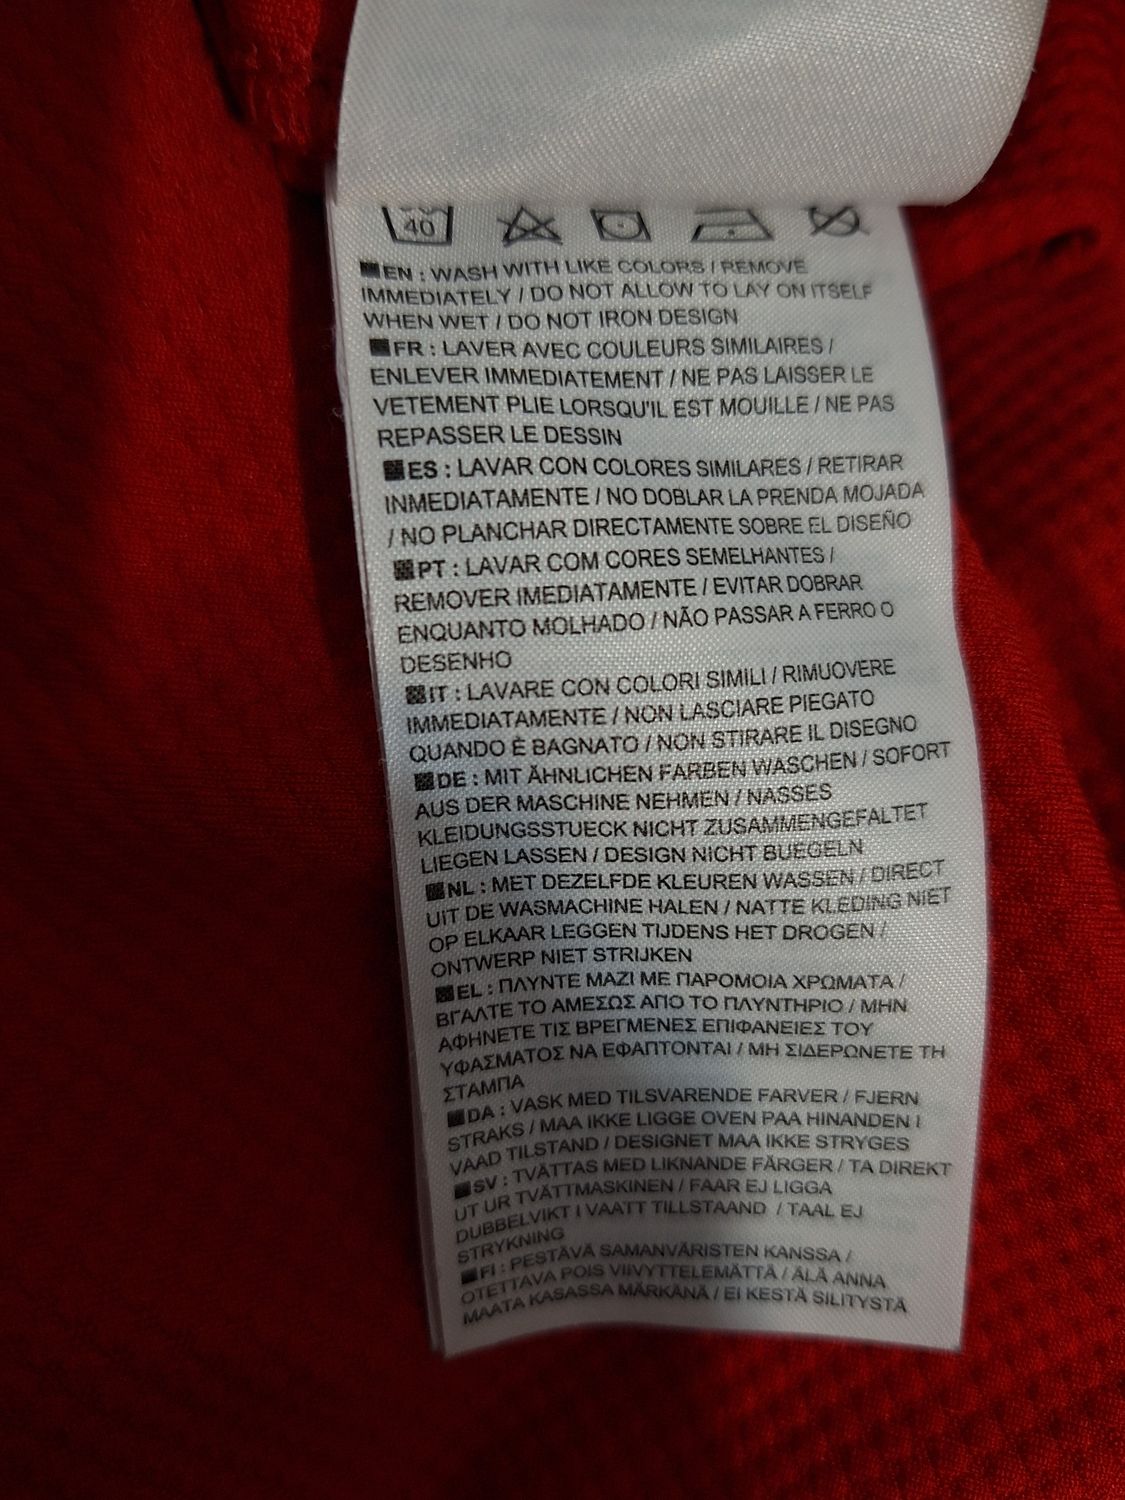 40
EN : WASH WITH LIKE COLORS / REMOVE
IMMEDIATELY / DO NOT ALLOW TO LAY ON ITSELF
WHEN WET / DO NOT IRON DESIGN
FR : LAVER AVEC COULEURS SIMILAIRES /
ENLEVER IMMEDIATEMENT / NE PAS LAISSER LE
VETEMENT PLIE LORSQU'IL EST MOUILLE / NE PAS
REPASSER LE DESSIN
ES : LAVAR CON COLORES SIMILARES / RETIRAR
INMEDIATAMENTE / NO DOBLAR LA PRENDA MOJADA
/ NO PLANCHAR DIRECTAMENTE SOBRE EL DISEÑO
PT : LAVAR COM CORES SEMELHANTES /
REMOVER IMEDIATAMENTE / EVITAR DOBRAR
ENQUANTO MOLHADO / NÃO PASSAR A FERRO O
DESENHO
IT : LAVARE CON COLORI SIMILI / RIMUOVERE
IMMEDIATAMENTE / NON LASCIARE PIEGATO
QUANDO È BAGNATO / NON STIRARE IL DISEGNO
DE : MIT ÄHNLICHEN FARBEN WASCHEN / SOFORT
AUS DER MASCHINE NEHMEN / NASSES
KLEIDUNGSSTUECK NICHT ZUSAMMENGEFALTET
LIEGEN LASSEN / DESIGN NICHT BUEGELN
NL : MET DEZELFDE KLEUREN WASSEN / DIRECT
UIT DE WASMACHINE HALEN / NATTE KLEDING NIET
OP ELKAAR LEGGEN TIJDENS HET DROGEN /
ONTWERP NIET STRIJKEN
EL : ΠΛΥΝΤΕ ΜΑΖΙ ΜΕ ΠΑΡΟΜΟΙΑ ΧΡΩΜΑΤΑ /
ΒΓΑΛΤΕ ΤΟ ΑΜΕΣΩΣ ΑΠΟ ΤΟ ΠΛΥΝΤΗΡΙΟ / ΜΗΝ
ΑΦΗΝΕΤΕ ΤΙΣ ΒΡΕΓΜΕΝΕΣ ΕΠΙΦΑΝΕΙΕΣ ΤΟΥ
ΥΦΑΣΜΑΤΟΣ ΝΑ ΕΦΑΠΤΟΝΤΑΙ / ΜΗ ΣΙΔΕΡΩΝΕΤΕ ΤΗ
ΣΤΑΜΠΑ
DA : VASK MED TILSVARENDE FARVER / FJERN
STRAKS / MAA IKKE LIGGE OVEN PAA HINANDEN I
VAAD TILSTAND / DESIGNET MAA IKKE STRYGES
SV : TVÄTTAS MED LIKNANDE FÄRGER / TA DIREKT
UT UR TVÄTTMASKINEN / FAAR EJ LIGGA
DUBBELVIKT I VAATT TILLSTAAND / TAAL EJ
STRYKNING
FI : PESTÄVÄ SAMANVÄRISTEN KANSSA /
OTETTAVA POIS VIIVYTTELEMÄTTÄ / ÄLÄ ANNA
MAATA KASASSA MÄRKÄNÄ / EI KESTÄ SILITYSTÄ